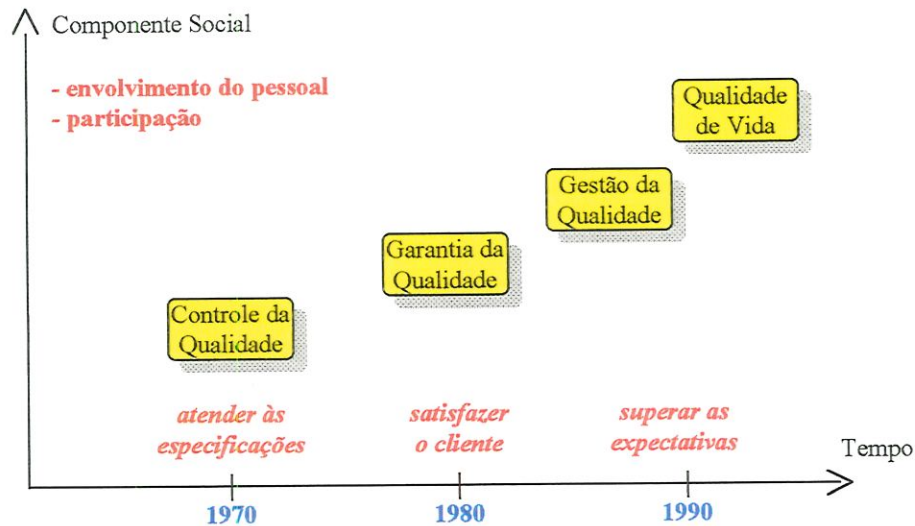 Componente Social
- envolvimento do pessoal
- participação
Qualidade
de Vida
Gestão da
Qualidade
Garantia da
Qualidade
Controle da
Qualidade
atender às
especificações
satisfazer
o cliente
superar as
expectativas
Tempo
1970
1980
1990